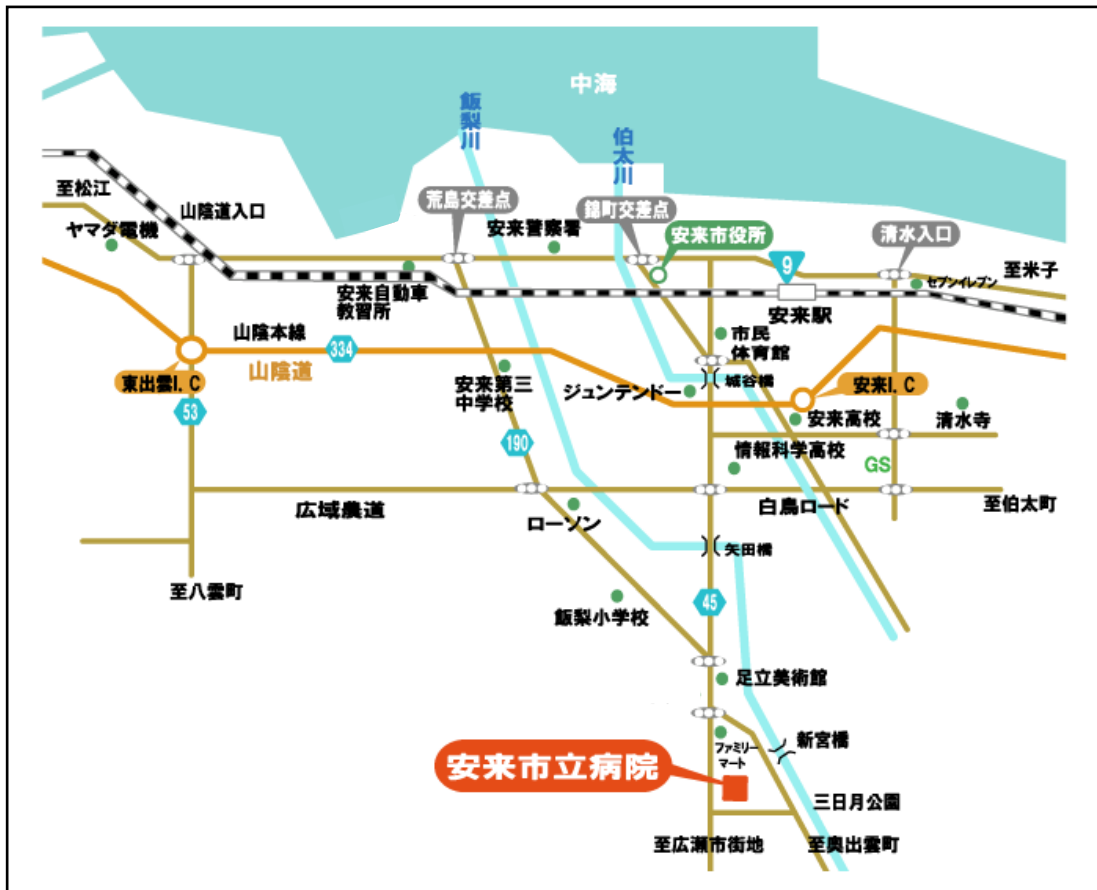 中海
飯梨川
伯太川
至松江
山陰道入口
荒島交差点
錦町交差点
ヤマダ電機
安来警察署
安来市役所
清水入口
9
至米子
セブンイレブン
安来自動車
教習所
安来駅
山陰本線
334
市民
体育館
山陰道
東出雲I.C
安来第三
中学校
ジュンテンドー
城谷橋
安来I.C
53
安来高校
清水寺
190
情報科学高校
GS
広域農道
ローソン
白鳥ロード
至伯太町
矢田橋
至八雲町
飯梨小学校
45
足立美術館
ファミリー
マート
新宮橋
安来市立病院
三日月公園
至広瀬市街地
至奥出雲町